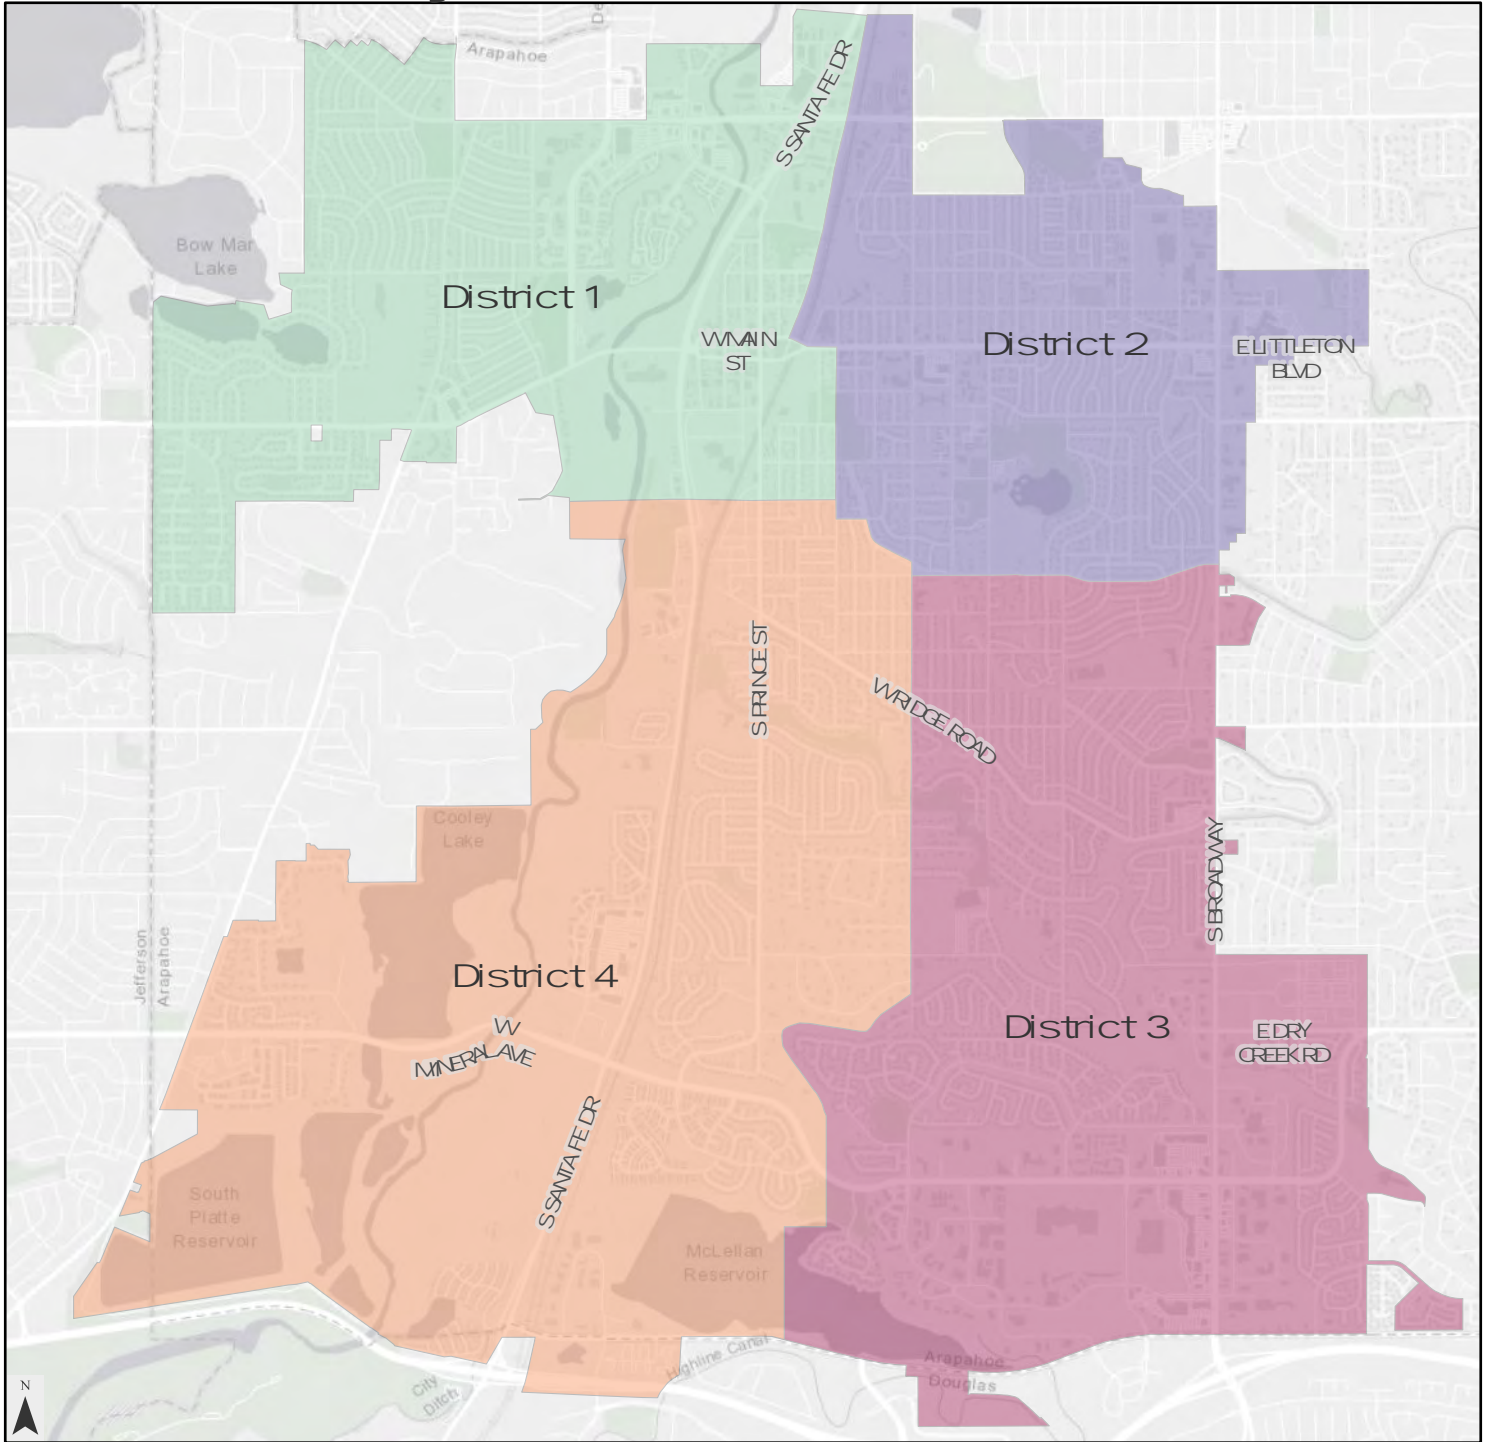 De
Arapahoe
S SANTA FE DR
Bow Mar
Lake
District 1
W MAIN
ST
District 2
E LITTLETON
BLVD
S PRINCE ST
W RIDGE ROAD
Cooley
Lake
S BROADWAY
Jefferson
Arapahoe
District 4
W
MINERAL AVE
District 3
E DRY
CREEK RD
S SANTA FE DR
South
Platte
Reservoir
McLellan
Reservoir
Highline Canal
Arapahoe
Douglas
City
Ditch
N